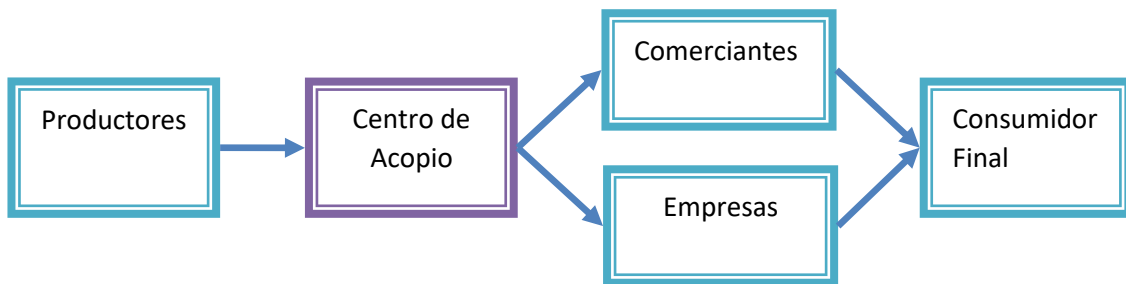 Productores
Centro de
Acopio
Comerciantes
Empresas
Consumidor
Final